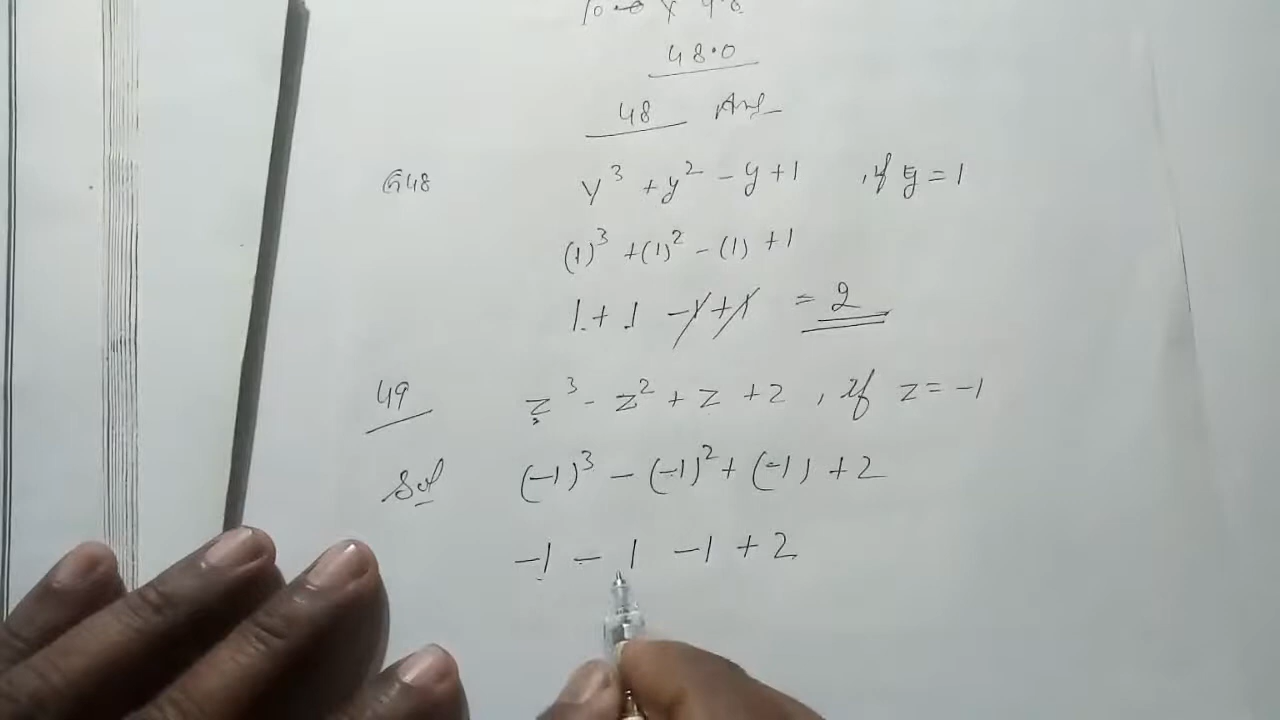 48.0
48 Ans
Q48 y³ + y² - y + 1 , if y = 1
(1)³ + (1)² - (1) + 1
1 + 1 - 1 + 1 = 2
49 z³ - z² + z + 2 , if z = -1
Sol (-1)³ - (-1)² + (-1) + 2
-1 - 1 -1 + 2